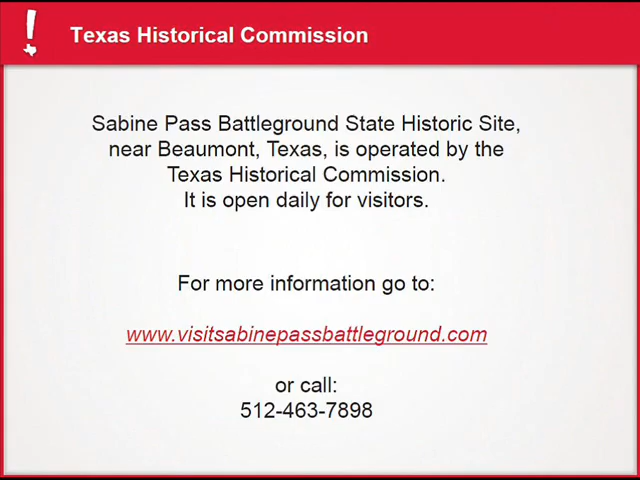 Texas Historical Commission
Sabine Pass Battleground State Historic Site,
near Beaumont, Texas, is operated by the
Texas Historical Commission.
It is open daily for visitors.
For more information go to:
www.visitsabinepassbattleground.com
or call:
512-463-7898